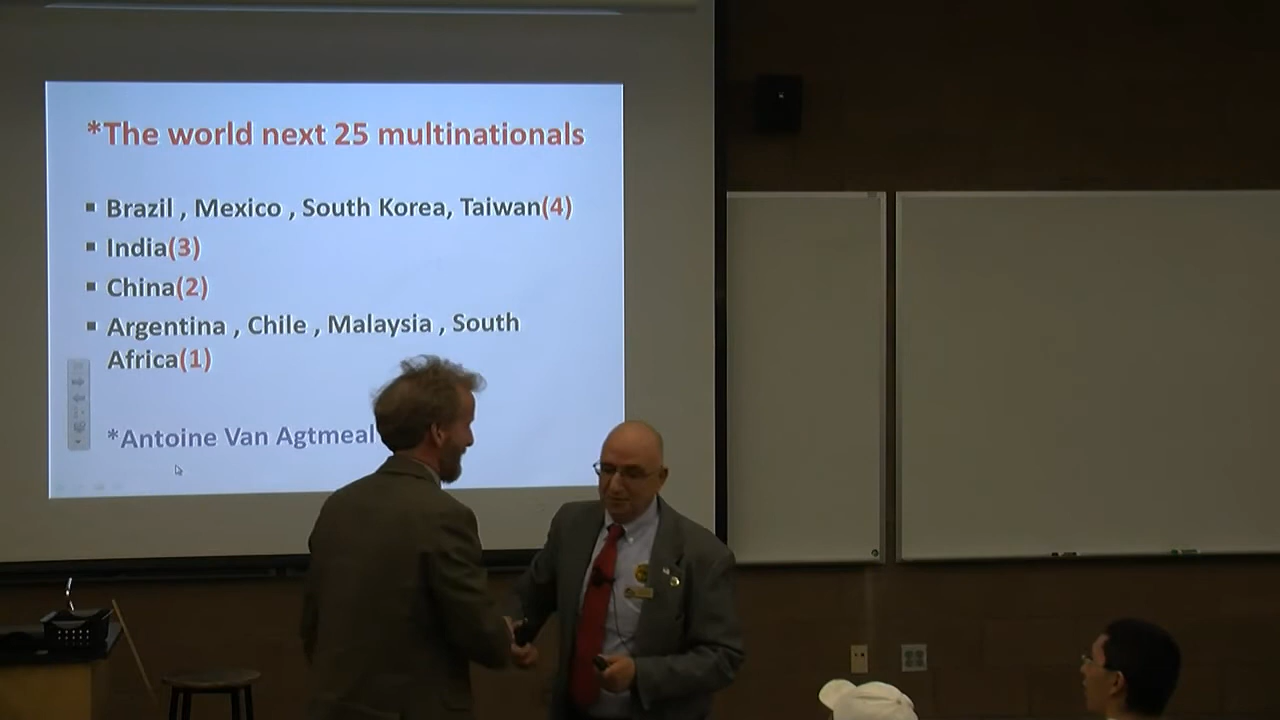 *The world next 25 multinationals
Brazil , Mexico , South Korea, Taiwan(4)
India(3)
China(2)
Argentina , Chile , Malaysia , South
Africa(1)
*Antoine Van Agtmeal